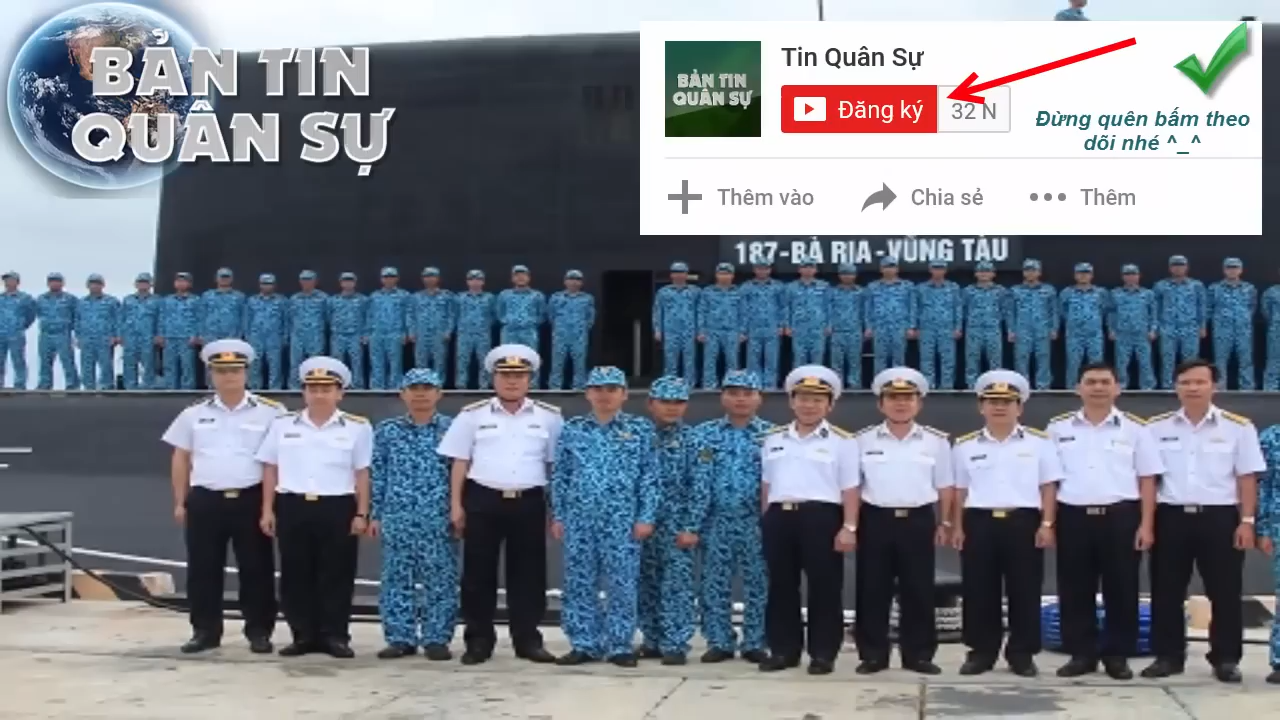 BẢN TIN
QUÂN SỰ
Tin Quân Sự
BẢN TIN
QUÂN SỰ
Đăng ký
32 N
Đừng quên bấm theo
dõi nhé ^_^
Thêm vào
Chia sẻ
Thêm
187-BÀ RỊA-VŨNG TÀU